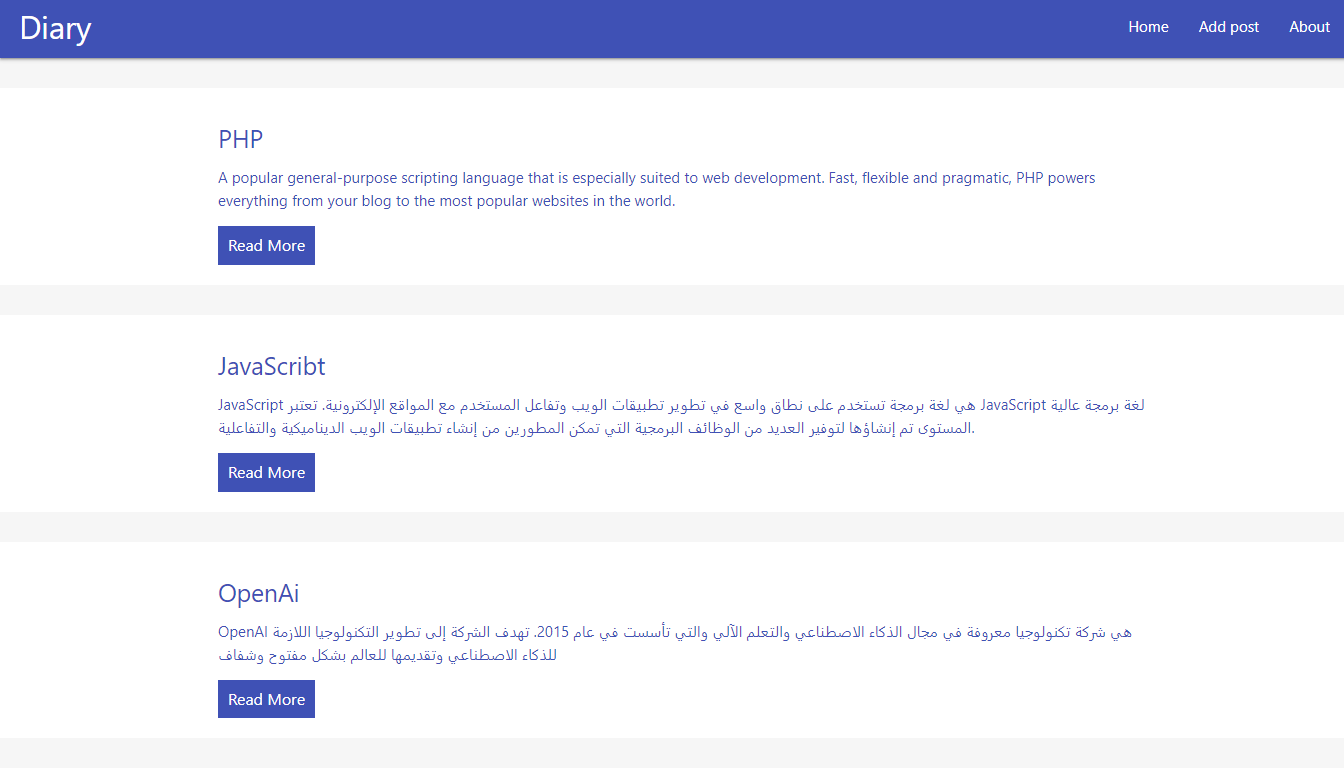 Diary
Home Add post About
PHP
A popular general-purpose scripting language that is especially suited to web development. Fast, flexible and pragmatic, PHP powers
everything from your blog to the most popular websites in the world.
Read More
JavaScribt
JavaScript هي لغة برمجة تستخدم على نطاق واسع في تطوير تطبيقات الويب وتفاعل المستخدم مع المواقع الإلكترونية. تعتبر JavaScript لغة برمجة عالية
المستوى تم إنشاؤها لتوفير العديد من الوظائف البرمجية التي تمكن المطورين من إنشاء تطبيقات الويب الديناميكية والتفاعلية.
Read More
OpenAi
OpenAI هي شركة تكنولوجيا معروفة في مجال الذكاء الاصطناعي والتعلم الآلي والتي تأسست في عام 2015. تهدف الشركة إلى تطوير التكنولوجيا اللازمة
للذكاء الاصطناعي وتقديمها للعالم بشكل مفتوح وشفاف
Read More